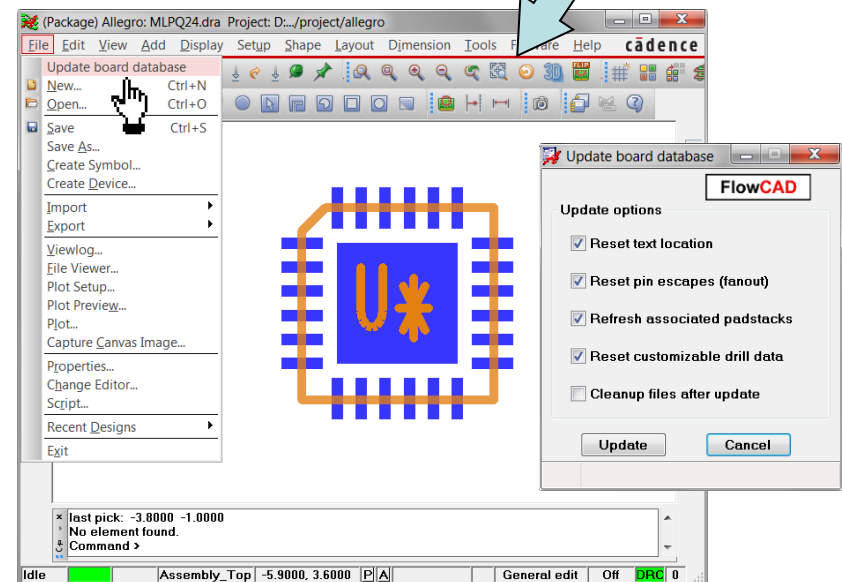 (Package) Allegro: MLPQ24.dra Project: D:.../project/allegro
File Edit View Add Display Setup Shape Layout Dimension Tools Help cādence
Update board database
New... Ctrl+N
Open... Ctrl+O
Save Ctrl+S
Save As...
Create Symbol...
Create Device...
Import
Export
Viewlog...
File Viewer...
Plot Setup...
Plot Preview...
Plot...
Capture Canvas Image...
Properties...
Change Editor...
Script...
Recent Designs
Exit
3D
U*
Update board database
FlowCAD
Update options
Reset text location
Reset pin escapes (fanout)
Refresh associated padstacks
Reset customizable drill data
Cleanup files after update
Update Cancel
last pick: -3.8000 -1.0000
No element found.
Command >
Idle Assembly_Top -5.9000, 3.6000 P A General edit Off DRC 0